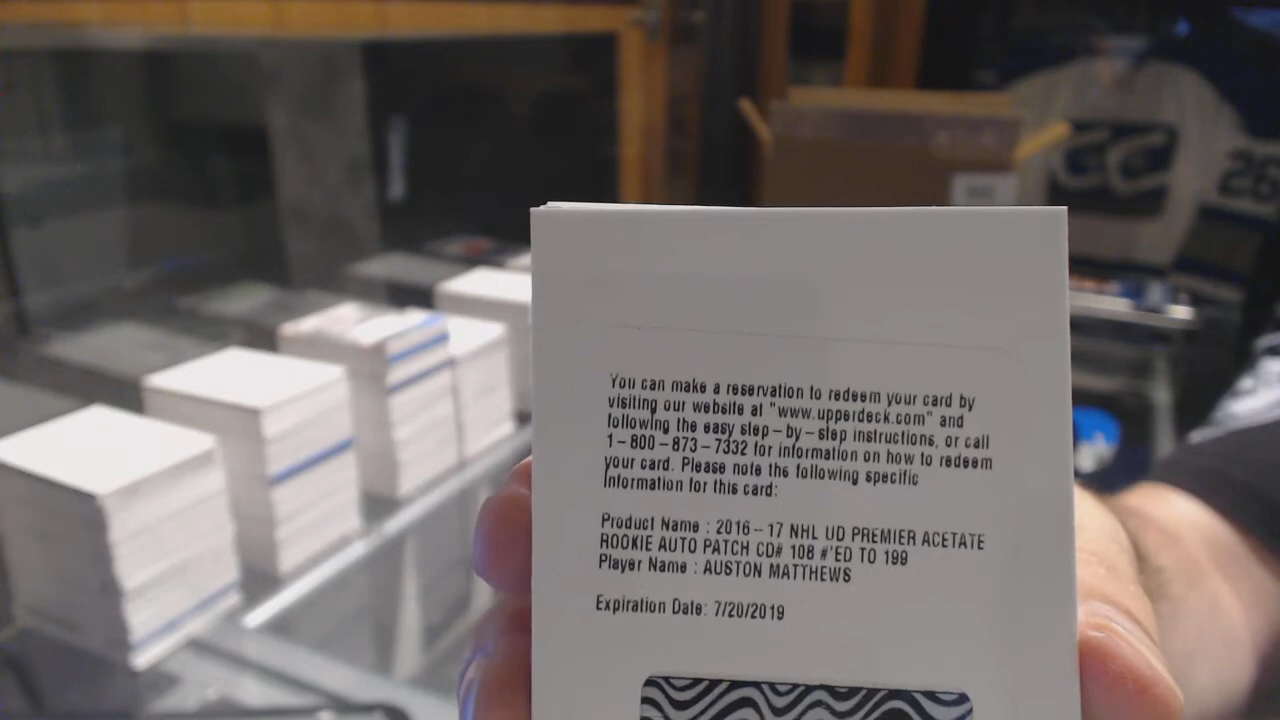 GC
26
You can make a reservation to redeem your card by
visiting our website at "www.upperdeck.com" and
following the easy step-by-step instructions, or call
1-800-873-7332 for information on how to redeem
your card. Please note the following specific
Information for this card:
Product Name : 2016-17 NHL UD PREMIER ACETATE
ROOKIE AUTO PATCH CD# 108 #'ED TO 199
Player Name : AUSTON MATTHEWS
Expiration Date: 7/20/2019